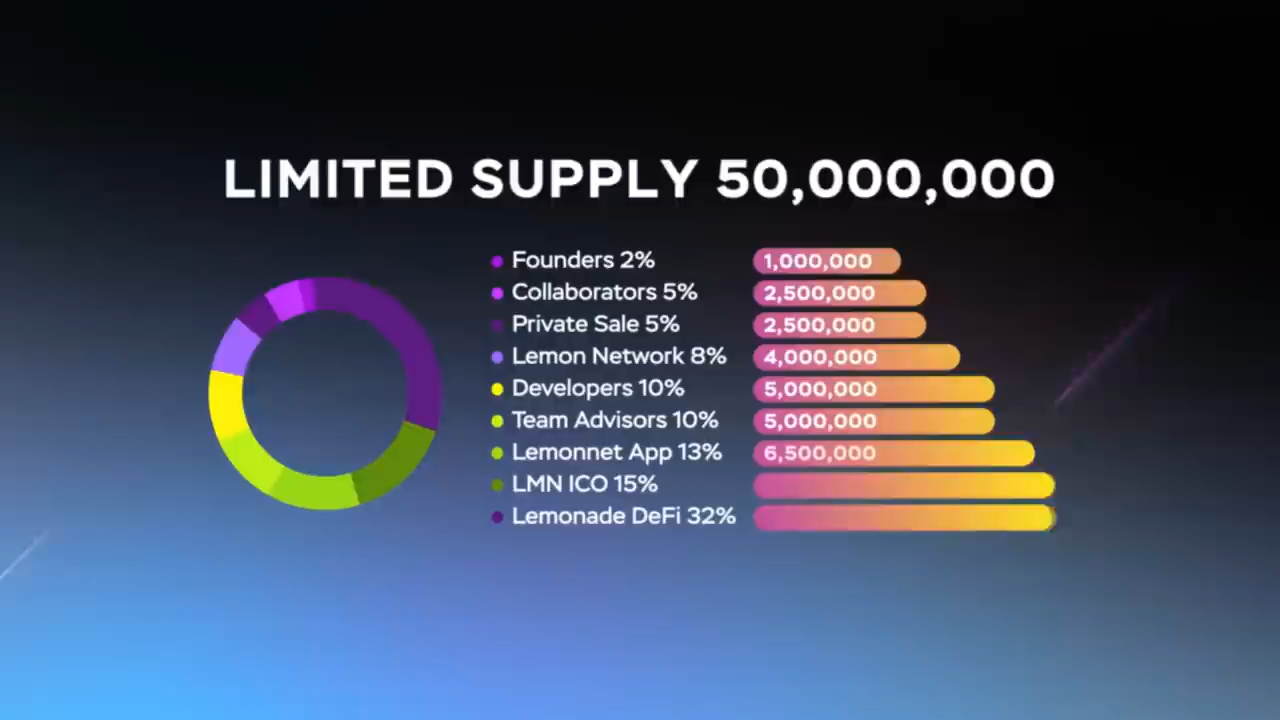 LIMITED SUPPLY 50,000,000
Founders 2% 1,000,000
Collaborators 5% 2,500,000
Private Sale 5% 2,500,000
Lemon Network 8% 4,000,000
Developers 10% 5,000,000
Team Advisors 10% 5,000,000
Lemonnet App 13% 6,500,000
LMN ICO 15%
Lemonade DeFi 32%